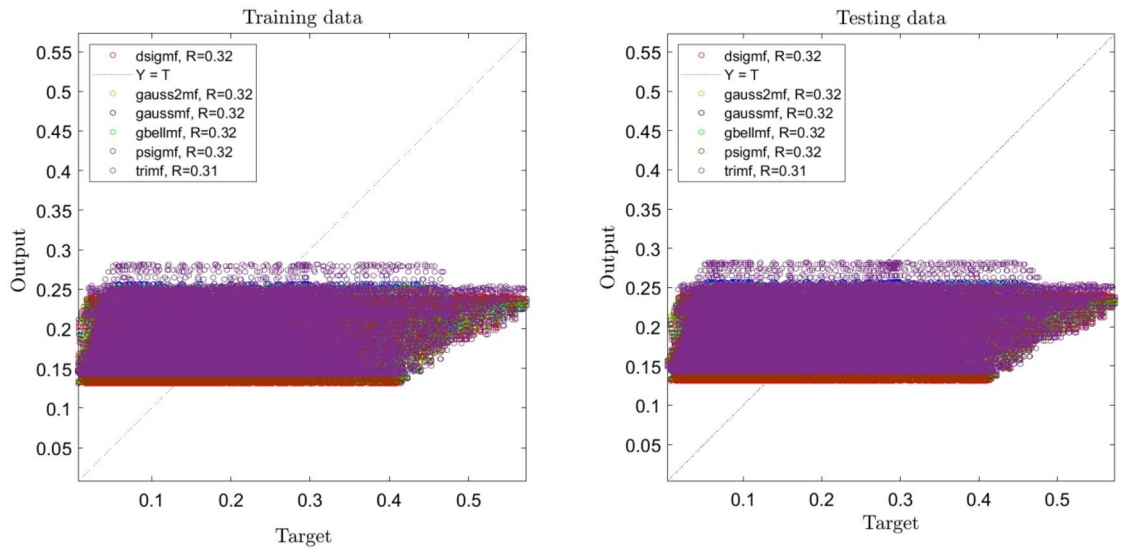 Training data
dsigmf, R=0.32
Y = T
gauss2mf, R=0.32
gaussmf, R=0.32
gbellmf, R=0.32
psigmf, R=0.32
trimf, R=0.31
0.55
0.5
0.45
0.4
0.35
0.3
0.25
0.2
0.15
0.1
0.05
Output
0.1 0.2 0.3 0.4 0.5
Target
Testing data
dsigmf, R=0.32
Y = T
gauss2mf, R=0.32
gaussmf, R=0.32
gbellmf, R=0.32
psigmf, R=0.32
trimf, R=0.31
0.55
0.5
0.45
0.4
0.35
0.3
0.25
0.2
0.15
0.1
0.05
Output
0.1 0.2 0.3 0.4 0.5
Target